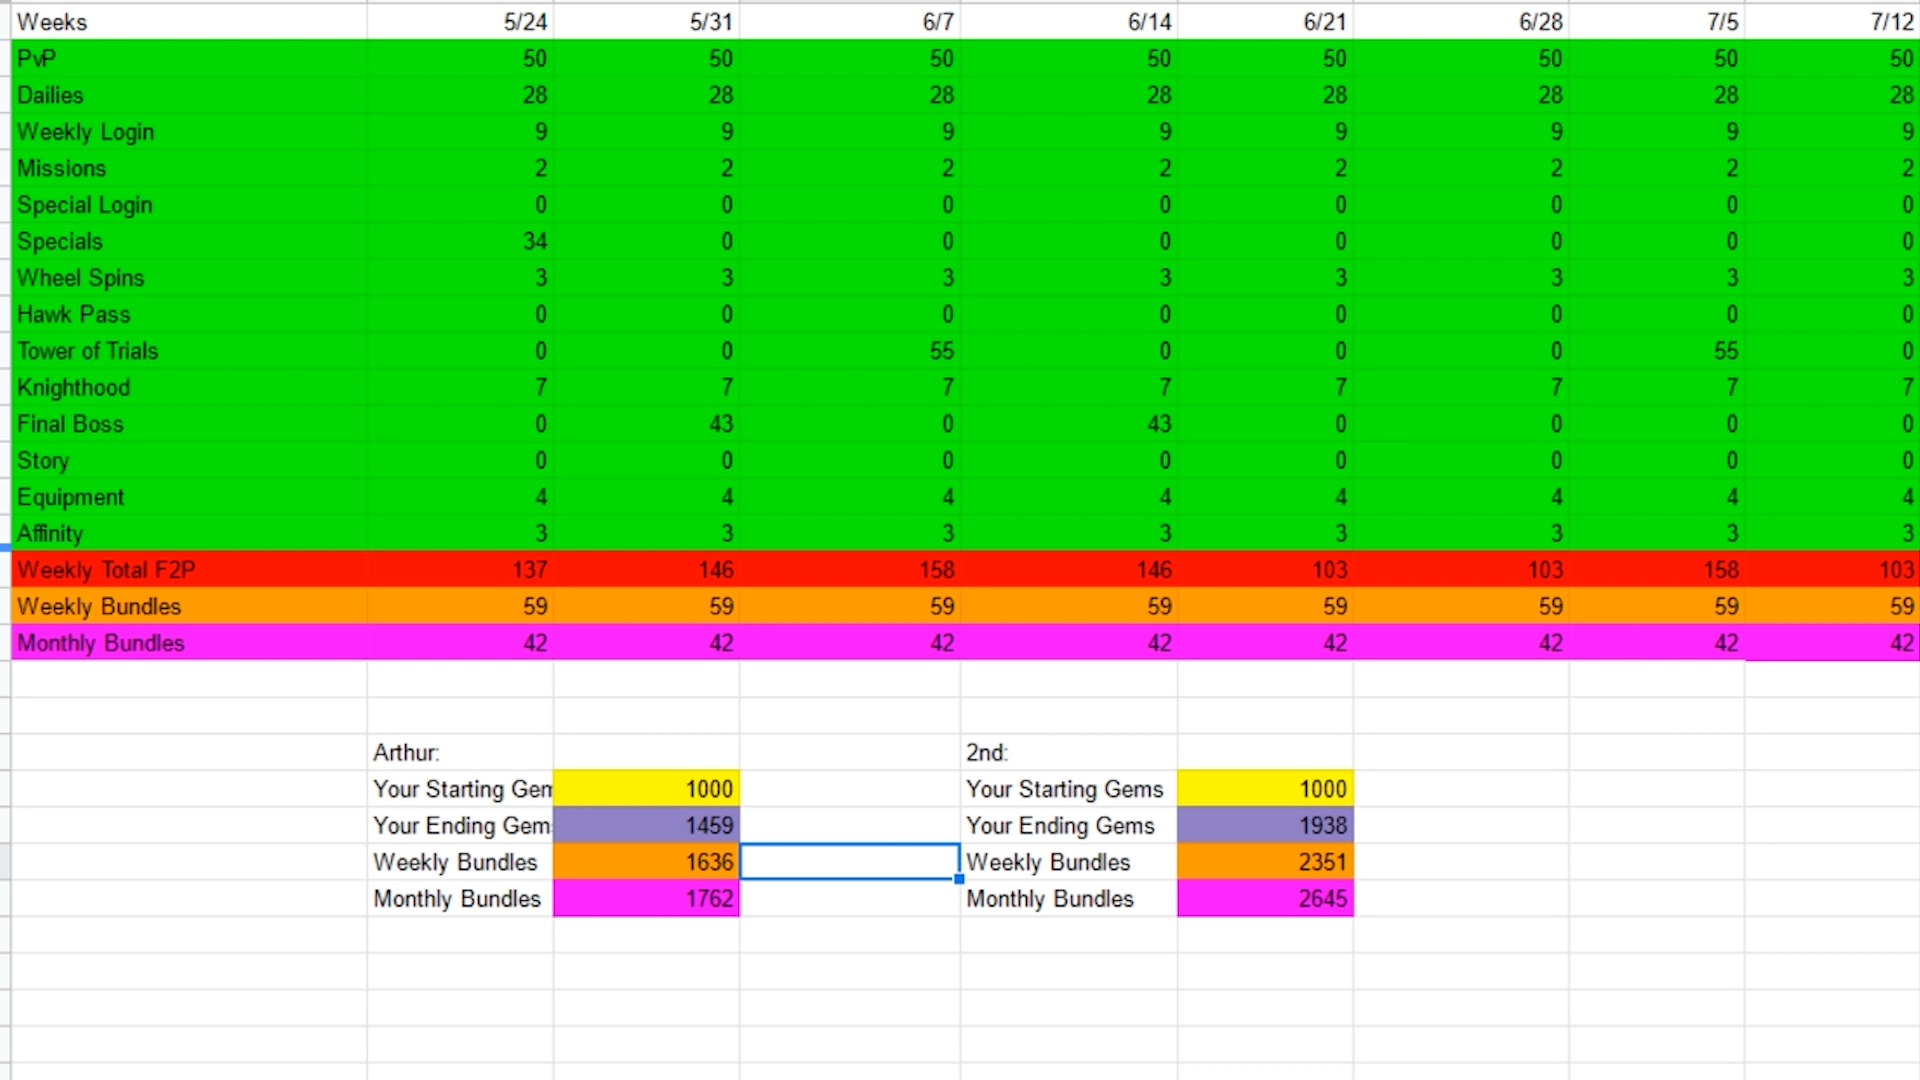 Weeks 5/24 5/31 6/7 6/14 6/21 6/28 7/5 7/12
PvP 50 50 50 50 50 50 50 50
Dailies 28 28 28 28 28 28 28 28
Weekly Login 9 9 9 9 9 9 9 9
Missions 2 2 2 2 2 2 2 2
Special Login 0 0 0 0 0 0 0 0
Specials 34 0 0 0 0 0 0 0
Wheel Spins 3 3 3 3 3 3 3 3
Hawk Pass 0 0 0 0 0 0 0 0
Tower of Trials 0 0 55 0 0 0 55 0
Knighthood 7 7 7 7 7 7 7 7
Final Boss 0 43 0 43 0 0 0 0
Story 0 0 0 0 0 0 0 0
Equipment 4 4 4 4 4 4 4 4
Affinity 3 3 3 3 3 3 3 3
Weekly Total F2P 137 146 158 146 103 103 158 103
Weekly Bundles 59 59 59 59 59 59 59 59
Monthly Bundles 42 42 42 42 42 42 42 42
Arthur: 2nd:
Your Starting Gem 1000 Your Starting Gems 1000
Your Ending Gem 1459 Your Ending Gems 1938
Weekly Bundles 1636 Weekly Bundles 2351
Monthly Bundles 1762 Monthly Bundles 2645